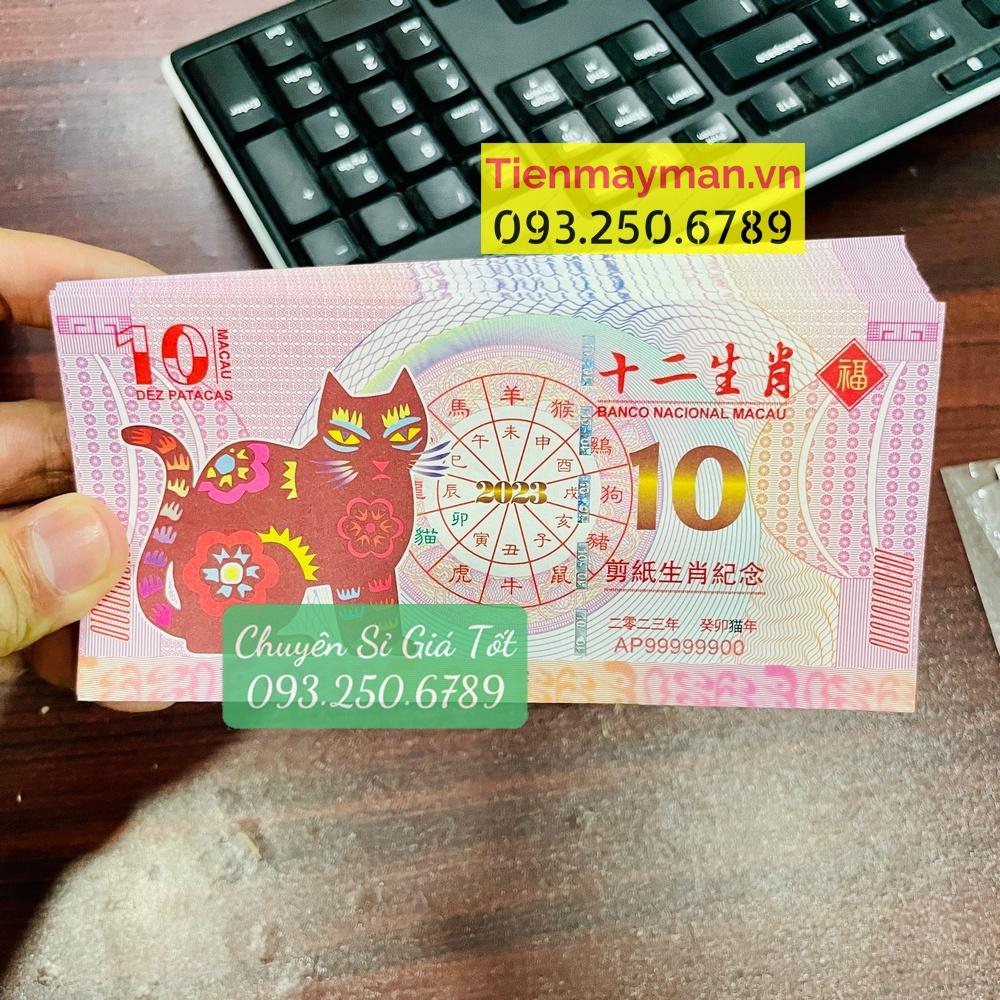 Tienmayman.vn
093.250.6789
10
MACAU
DEZ PATACAS
十二生肖
福
BANCO NACIONAL MACAU
10
馬 羊 猴
鷄
狗
豬
鼠
牛
虎
貓
午 未 申
酉
戌
亥
子
丑
寅
卯
辰
巳
2023
剪紙生肖紀念
二零二三年 癸卯猫年
AP99999900
Chuyên Sỉ Giá Tốt
093.250.6789